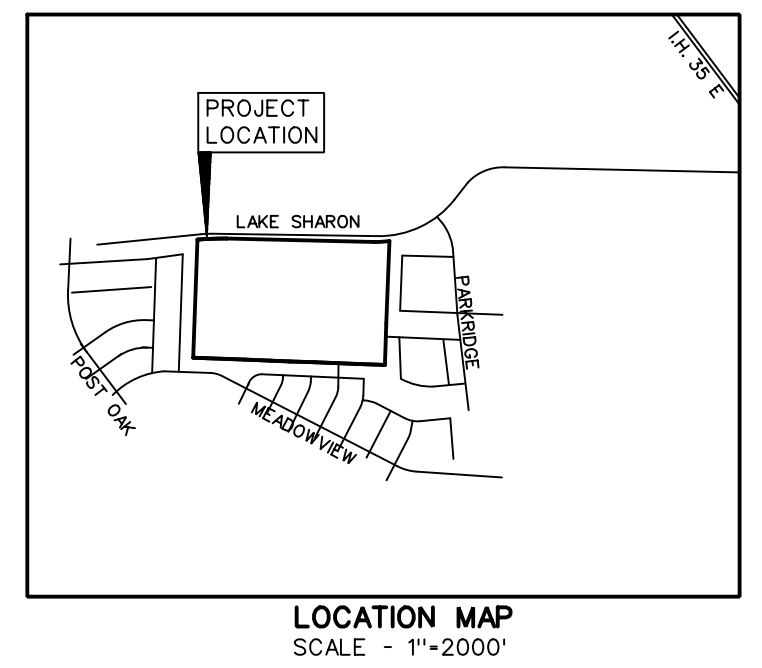 I.H. 35 E
PROJECT
LOCATION
LAKE SHARON
PARKRIDGE
POST OAK
MEADOWVIEW
LOCATION MAP
SCALE - 1"=2000'